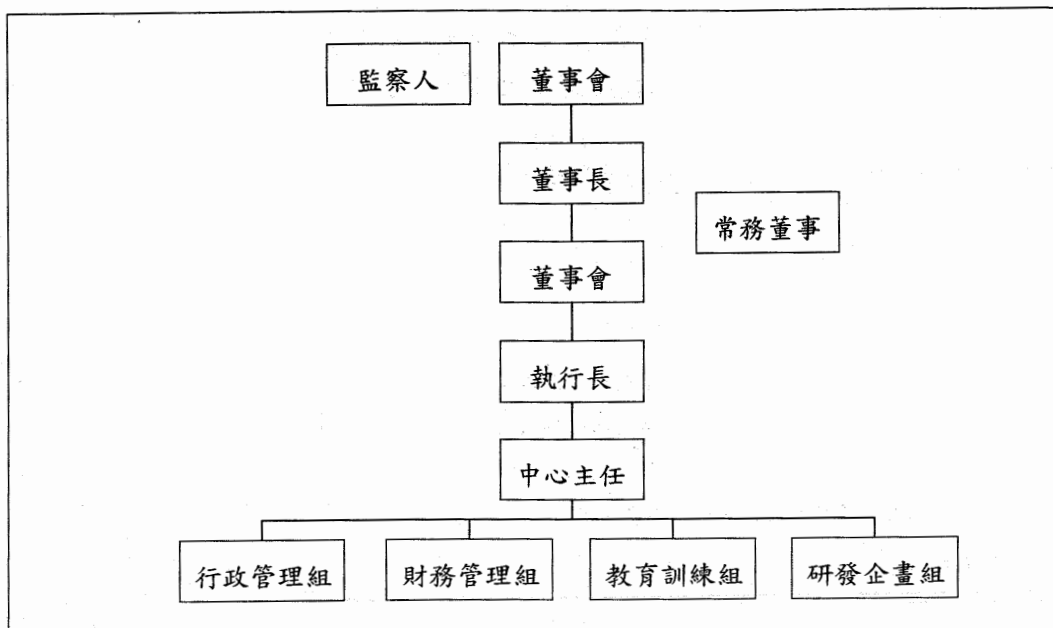 監察人
董事會
董事長
常務董事
董事會
執行長
中心主任
行政管理組
財務管理組
教育訓練組
研發企畫組